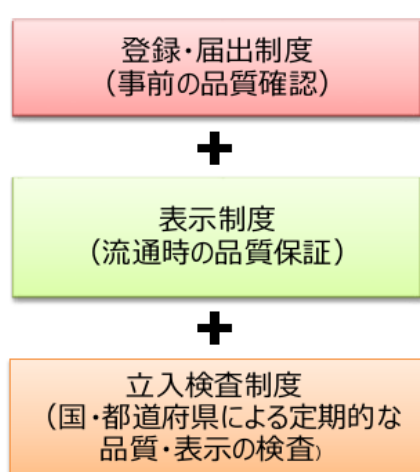 登録・届出制度
（事前の品質確認）
+
表示制度
（流通時の品質保証）
+
立入検査制度
（国・都道府県による定期的な
品質・表示の検査）